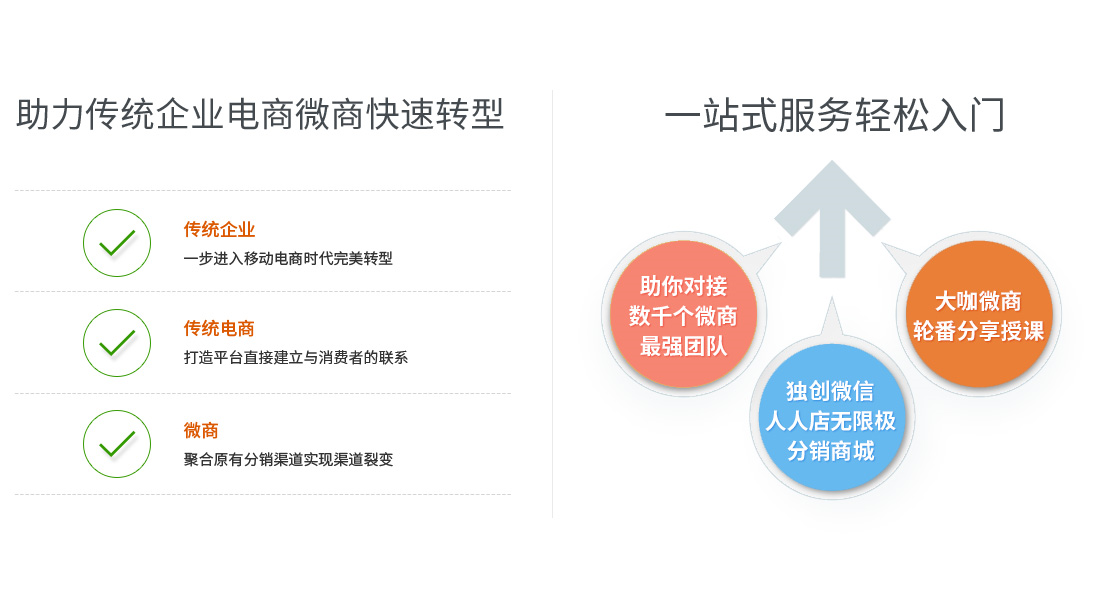 助力传统企业电商微商快速转型
传统企业
一步进入移动电商时代完美转型
传统电商
打造平台直接建立与消费者的联系
微商
聚合原有分销渠道实现渠道裂变
一站式服务轻松入门
助你对接
数千个微商
最强团队
独创微信
人人店无限极
分销商城
大咖微商
轮番分享授课